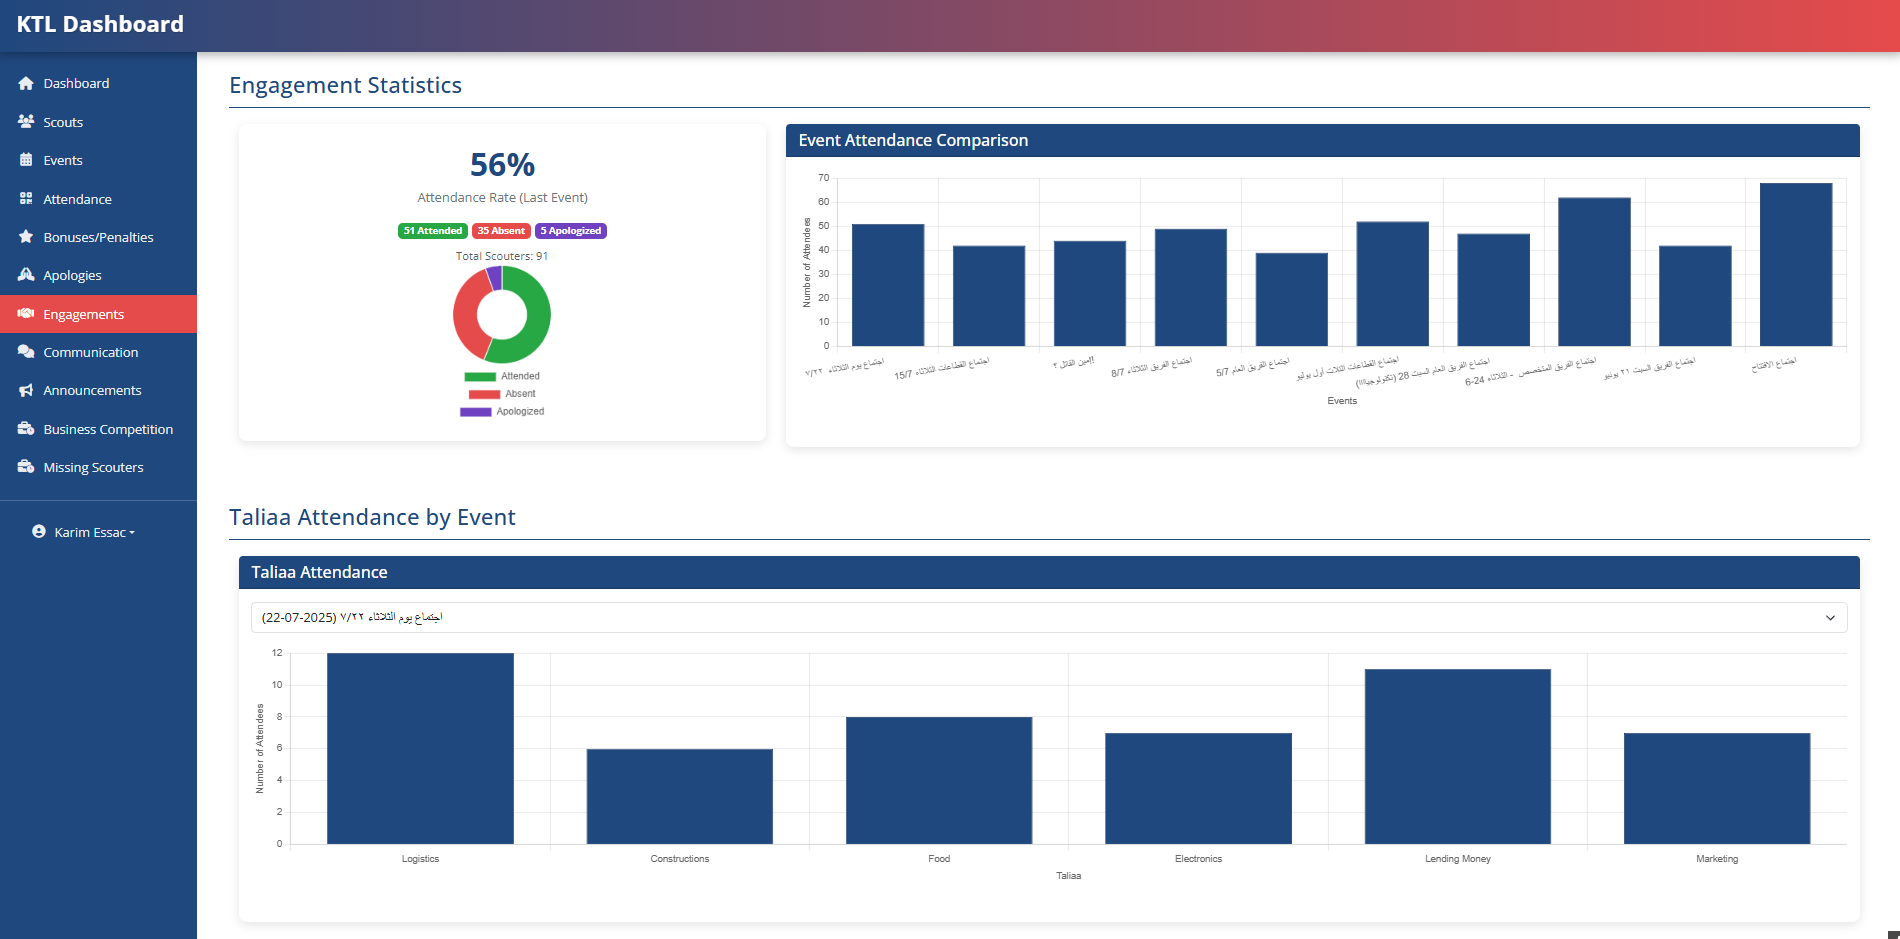 KTL Dashboard
Dashboard
Scouts
Events
Attendance
Bonuses/Penalties
Apologies
Engagements
Communication
Announcements
Business Competition
Missing Scouters
Karim Essac
Engagement Statistics
56%
Attendance Rate (Last Event)
51 Attended 35 Absent 5 Apologized
Total Scouters: 91
Attended
Absent
Apologized
Event Attendance Comparison
Number of Attendees
70
60
50
40
30
20
10
0
اجتماع يوم الثلاثاء ٧/٢٢
اجتماع القطاعات الثلاثاء 15/7
مين القاتل ؟!!
اجتماع الفريق الثلاثاء 8/7
اجتماع الفريق العام 5/7
اجتماع القطاعات الثلاث أول يوليو
اجتماع الفريق العام السبت 28 (تكنولوجيا!!!)
اجتماع الفريق المتخصص - الثلاثاء 24-6
اجتماع الفريق السبت ٢١ يونيو
اجتماع الافتتاح
Events
Taliaa Attendance by Event
Taliaa Attendance
اجتماع يوم الثلاثاء ٧/٢٢ (22-07-2025)
Number of Attendees
12
10
8
6
4
2
0
Logistics Constructions Food Electronics Lending Money Marketing
Taliaa